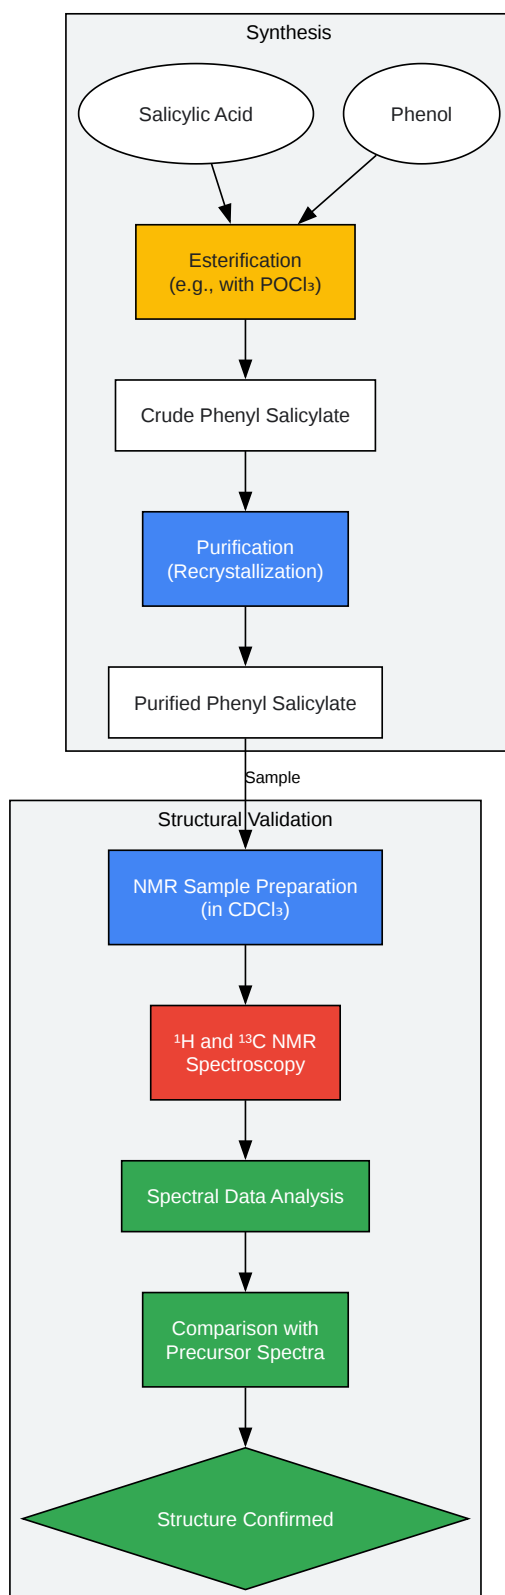 Synthesis
Salicylic Acid
Phenol
Esterification
(e.g., with POCl₃)
Crude Phenyl Salicylate
Purification
(Recrystallization)
Purified Phenyl Salicylate
Sample
Structural Validation
NMR Sample Preparation
(in CDCl₃)
¹H and ¹³C NMR
Spectroscopy
Spectral Data Analysis
Comparison with
Precursor Spectra
Structure Confirmed